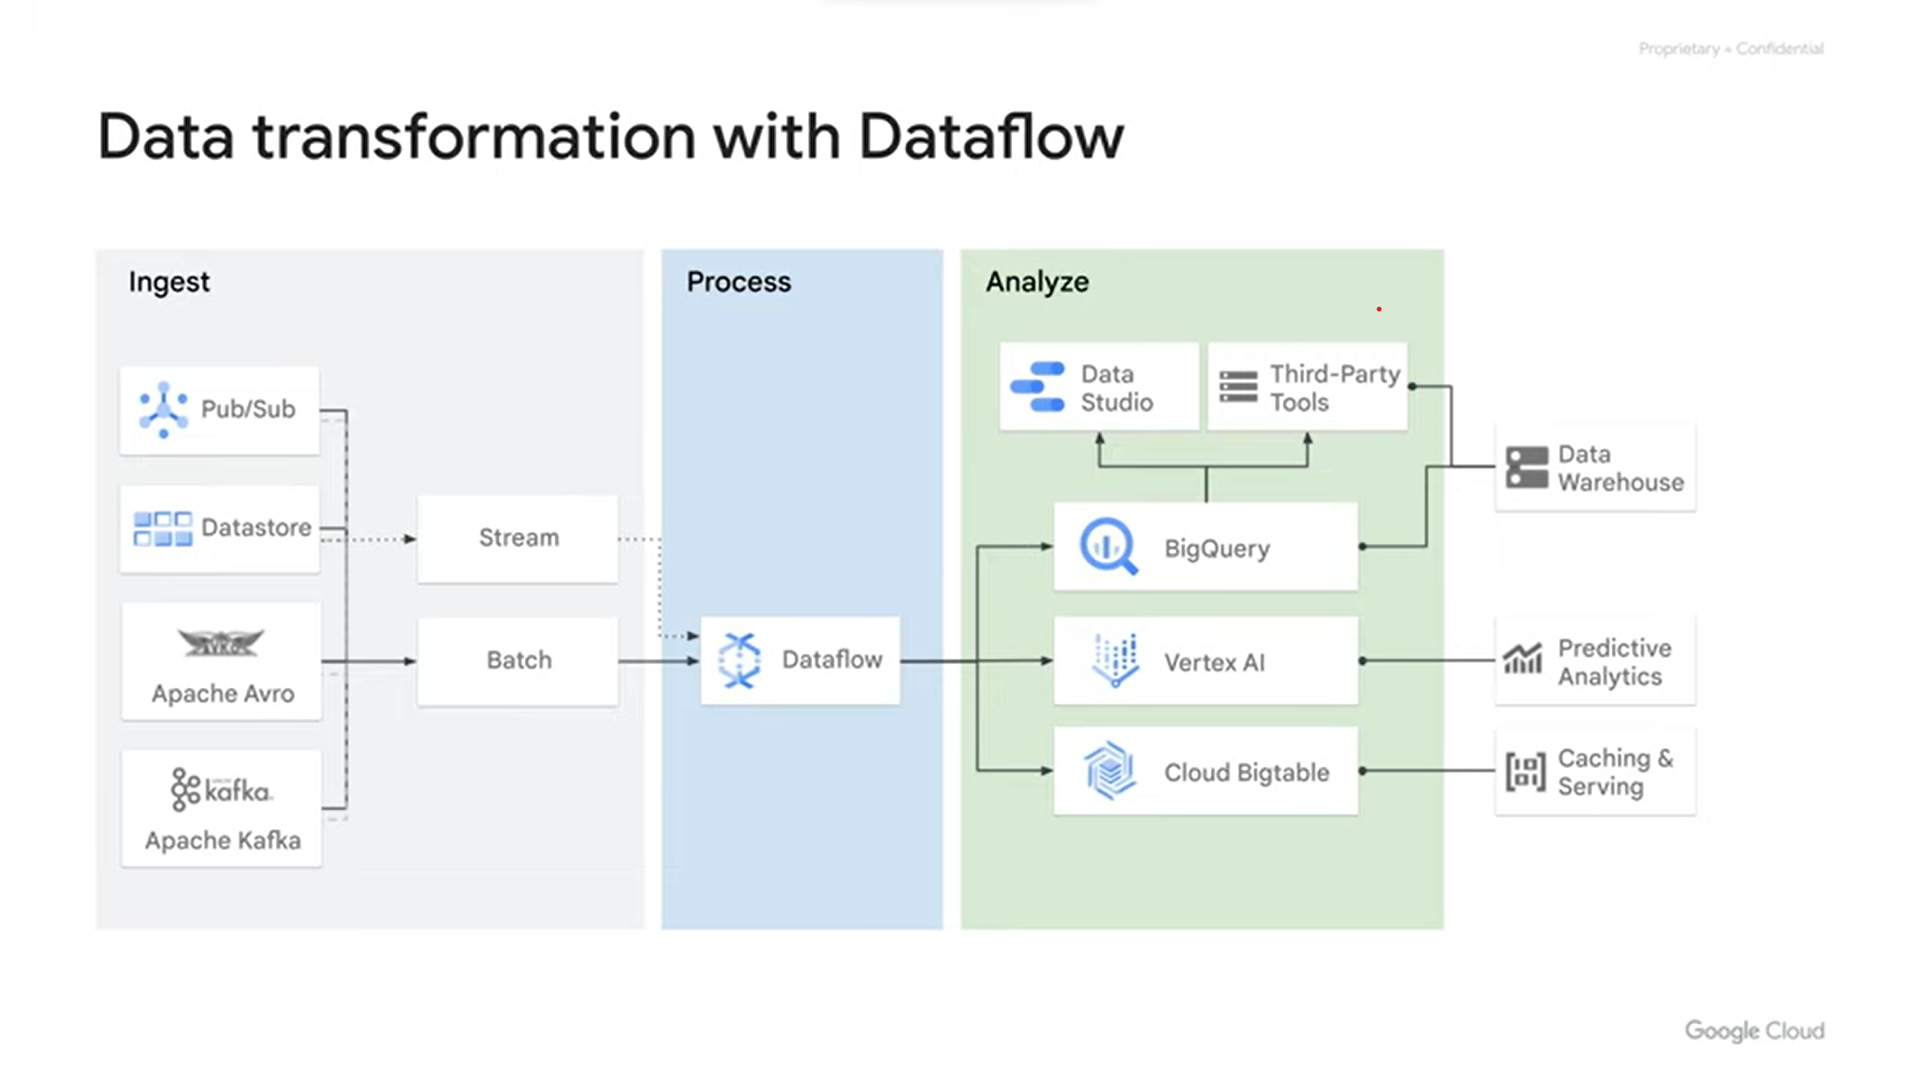 Proprietary + Confidential
Data transformation with Dataflow
Ingest
Pub/Sub
Datastore
Apache Avro
kafka
Apache Kafka
Stream
Batch
Process
Dataflow
Analyze
Data
Studio
Third-Party
Tools
BigQuery
Vertex AI
Cloud Bigtable
Data
Warehouse
Predictive
Analytics
Caching &
Serving
Google Cloud